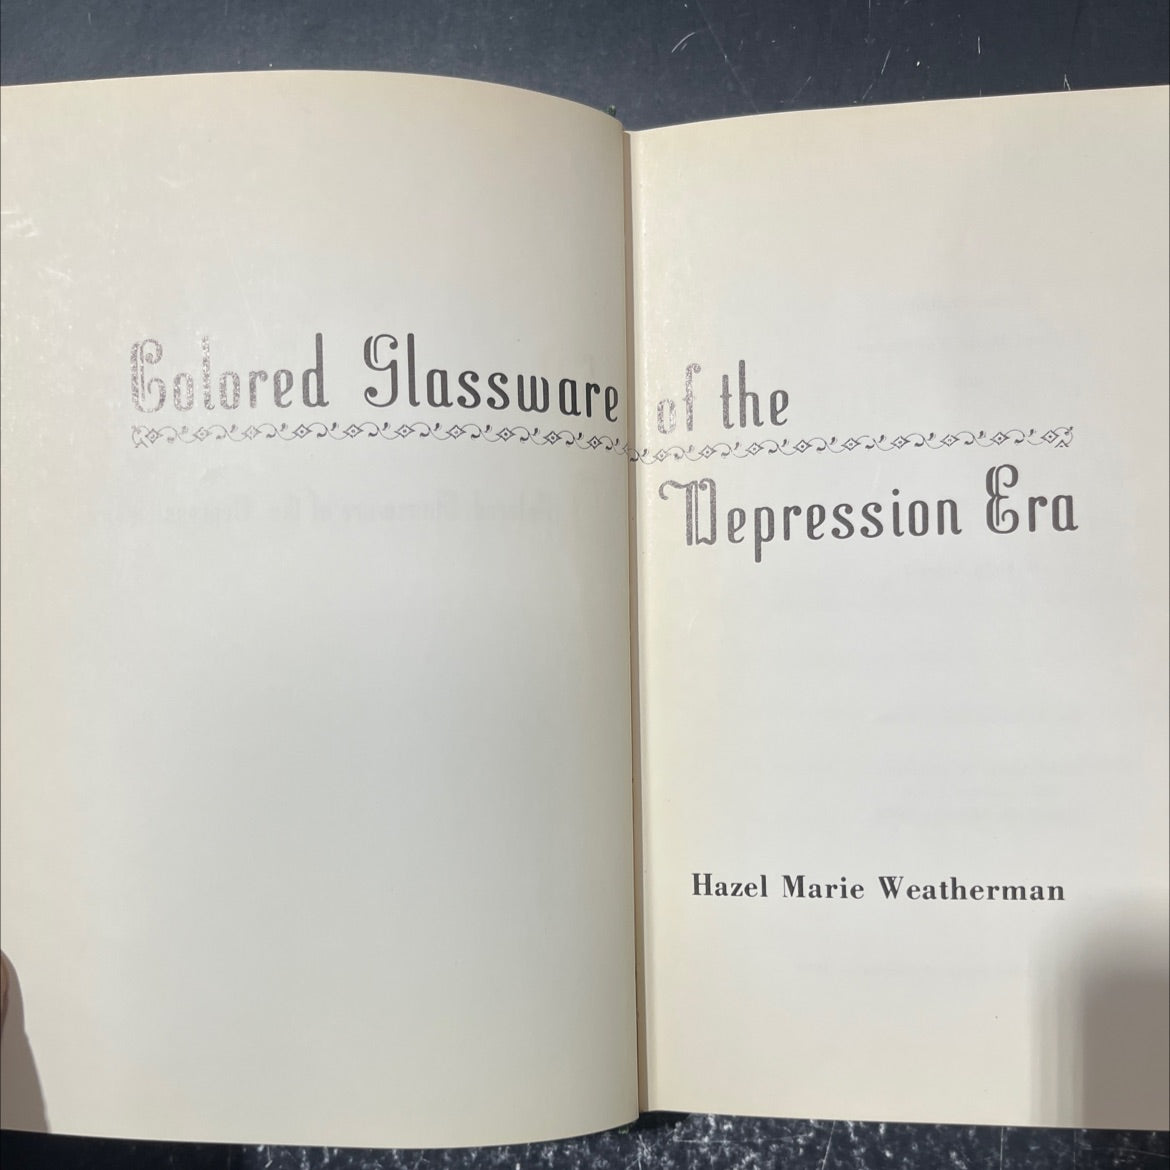 Colored Glassware of the
Depression Era
Hazel Marie Weatherman